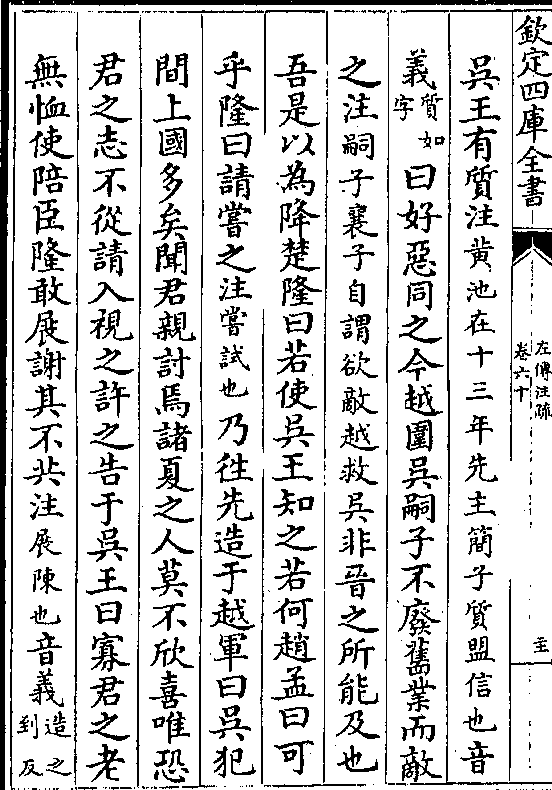 欽定四庫全書
左傳注疏
卷六十
吳王有質注黄池在十三年先主簡子質盟信也音
義質如字曰好惡同之今越圍吳嗣子不廢舊業而敵
之注嗣子襄子自謂欲敵越救吳非晉之所能及也
吾是以為降楚隆曰若使吳王知之若何趙孟曰可
乎隆曰請嘗之注嘗試也乃往先造于越軍曰吳犯
間上國多矣聞君親討焉諸夏之人莫不欣喜唯恐
君之志不從請入視之許之告于吳王曰寡君之老
無恤使陪臣隆敢展謝其不共注展陳也音義造之到反